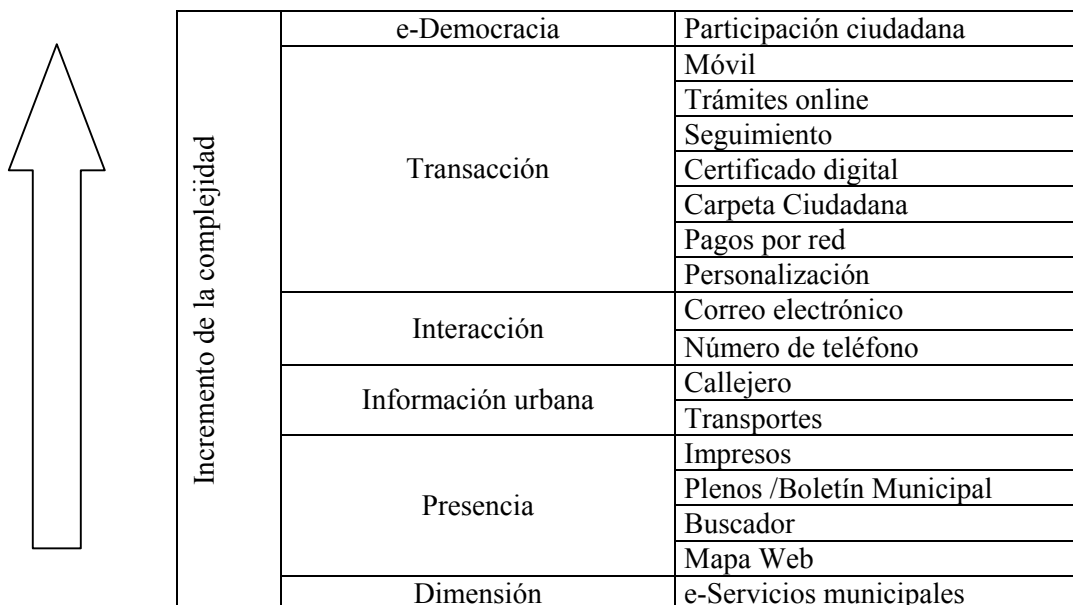 Incremento de la complejidad
e-Democracia
Participación ciudadana
Transacción
Móvil
Trámites online
Seguimiento
Certificado digital
Carpeta Ciudadana
Pagos por red
Personalización
Interacción
Correo electrónico
Número de teléfono
Información urbana
Callejero
Transportes
Presencia
Impresos
Plenos /Boletín Municipal
Buscador
Mapa Web
Dimensión
e-Servicios municipales